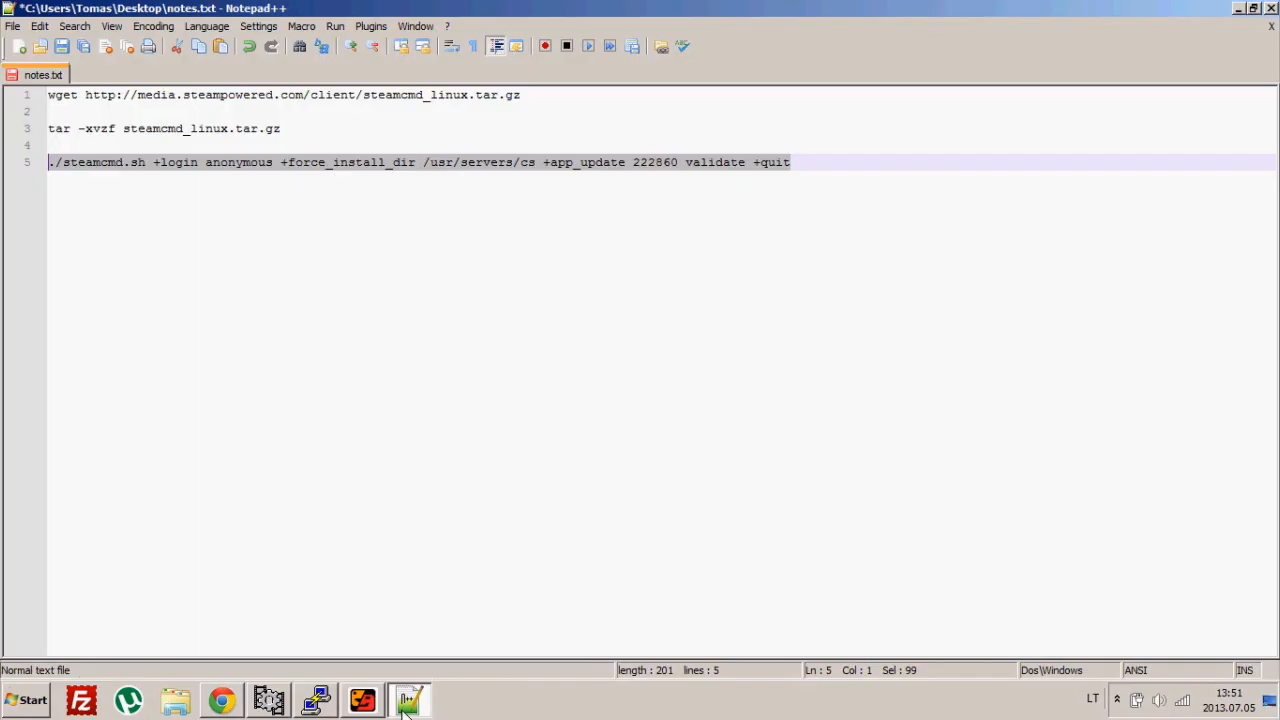 *C:\Users\Tomas\Desktop\notes.txt - Notepad++
File Edit Search View Encoding Language Settings Macro Run Plugins Window ? X
notes.txt
1 wget http://media.steampowered.com/client/steamcmd_linux.tar.gz
2
3 tar -xvzf steamcmd_linux.tar.gz
4
5 ./steamcmd.sh +login anonymous +force_install_dir /usr/servers/cs +app_update 222860 validate +quit
Normal text file length : 201 lines : 5 Ln : 5 Col : 1 Sel : 99 Dos\Windows ANSI INS
Start Fz LT 13:51
2013.07.05